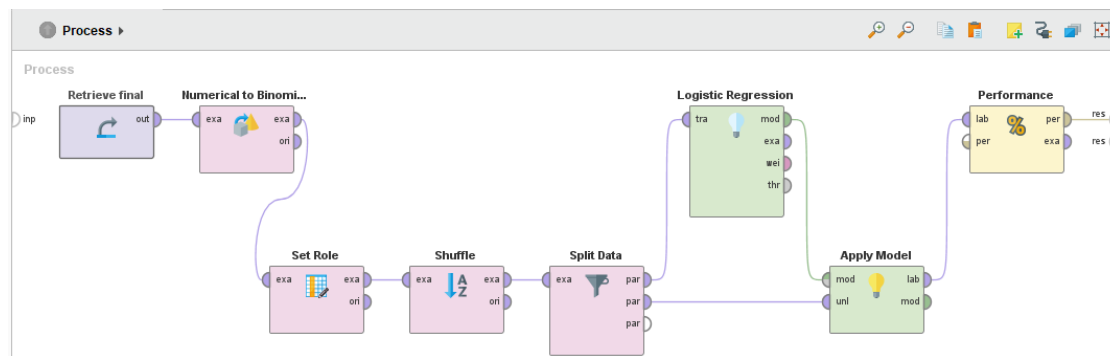 Process
Process
Retrieve final
Numerical to Binomi...
Logistic Regression
Performance
inp
out
exa
exa
ori
tra
mod
exa
wei
thr
lab
per
per
exa
res
res
Set Role
Shuffle
Split Data
Apply Model
exa
exa
ori
exa
exa
ori
exa
par
par
par
mod
unl
lab
mod